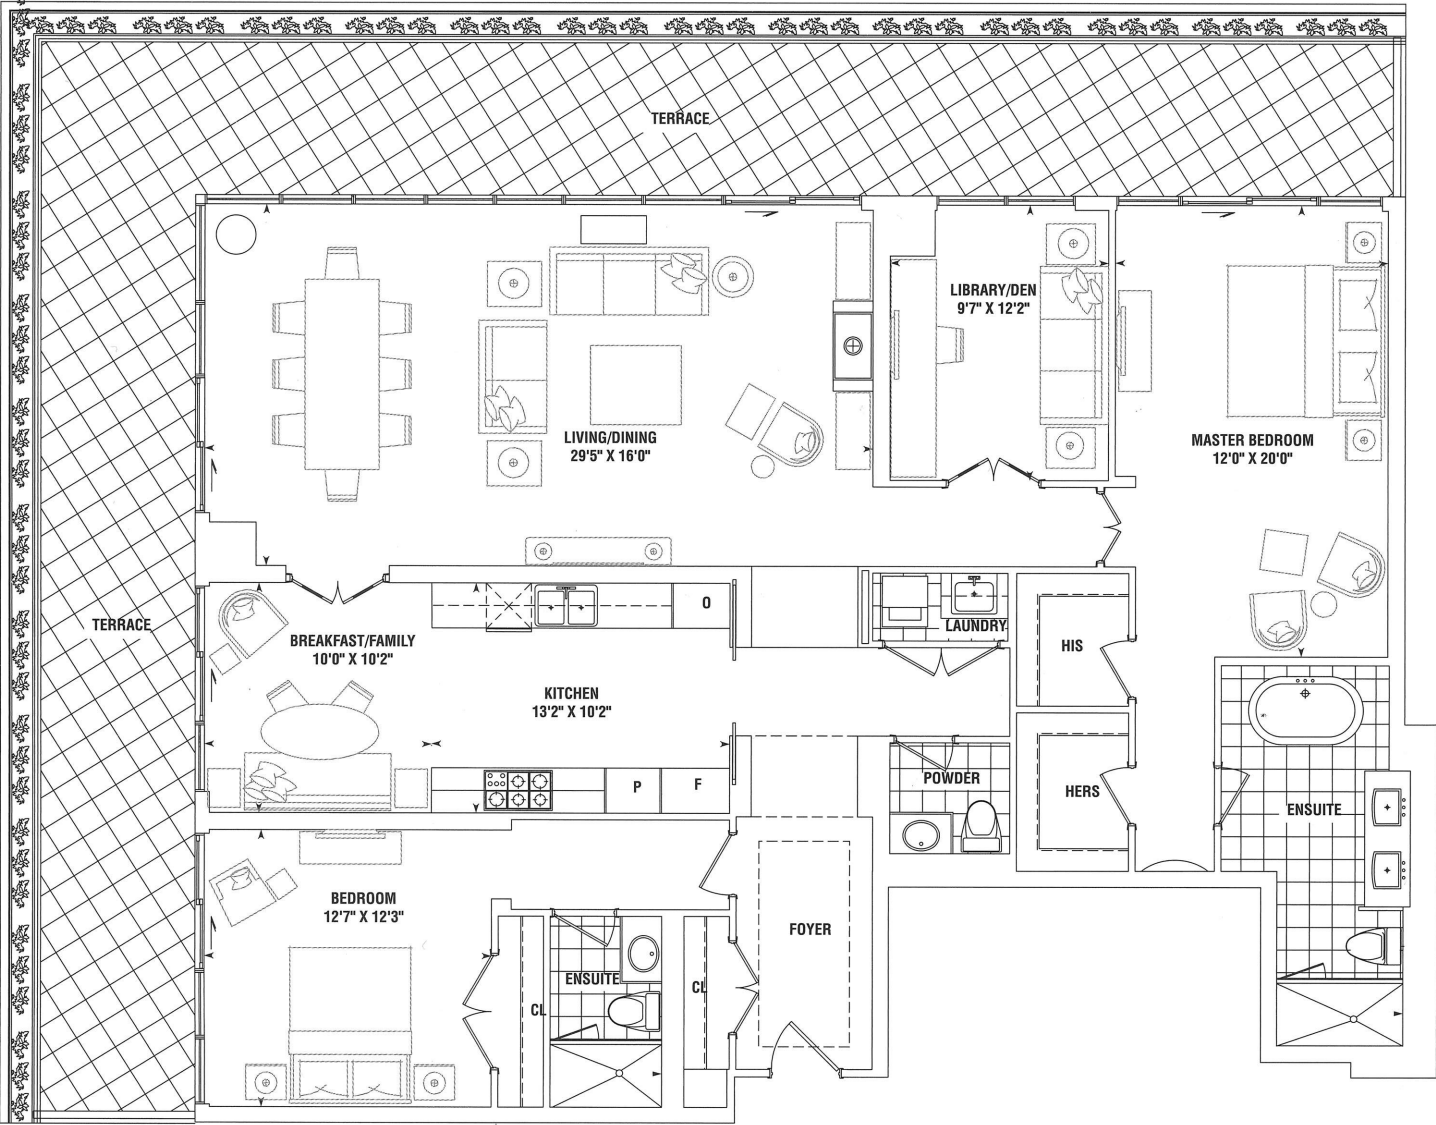 TERRACE
LIBRARY/DEN
9'7" X 12'2"
LIVING/DINING
29'5" X 16'0"
MASTER BEDROOM
12'0" X 20'0"
TERRACE
BREAKFAST/FAMILY
10'0" X 10'2"
O
LAUNDRY
HIS
KITCHEN
13'2" X 10'2"
P
F
POWDER
HERS
ENSUITE
BEDROOM
12'7" X 12'3"
FOYER
ENSUITE
CL
CL